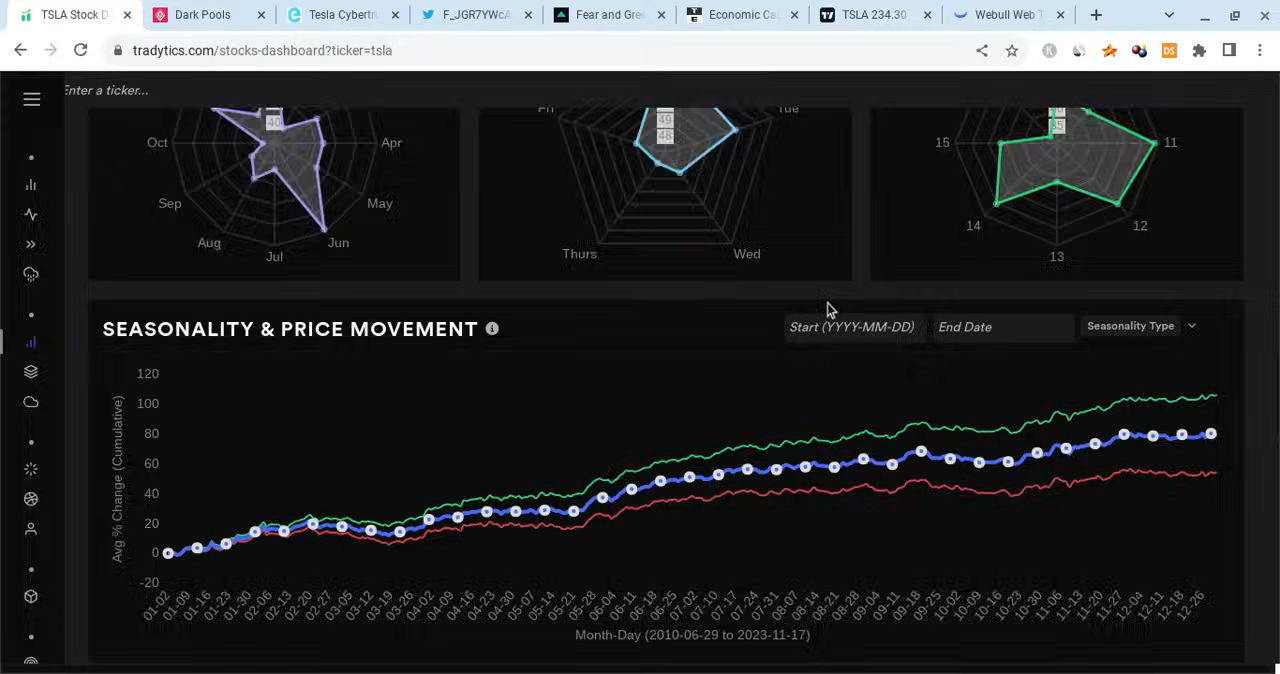 TSLA Stock D
Dark Pools
Tesla Cybertru
F_JGR7YWcA
Fear and Gree
Economic Ca
TSLA 234.30
Webull Web T
tradytics.com/stocks-dashboard?ticker=tsla
Enter a ticker...
40
Oct
Apr
Sep
May
Aug
Jun
Jul
Fri
Tue
49
48
Thurs
Wed
15
11
14
12
13
SEASONALITY & PRICE MOVEMENT
Start (YYYY-MM-DD)
End Date
Seasonality Type
Avg % Change (Cumulative)
120
100
80
60
40
20
0
-20
01-02
01-09
01-16
01-23
01-30
02-06
02-13
02-20
02-27
03-05
03-12
03-19
03-26
04-02
04-09
04-16
04-23
04-30
05-07
05-14
05-21
05-28
06-04
06-11
06-18
06-25
07-02
07-10
07-17
07-24
07-31
08-07
08-14
08-21
08-28
09-04
09-11
09-18
09-25
10-02
10-09
10-16
10-23
10-30
11-06
11-13
11-20
11-27
12-04
12-11
12-18
12-26
Month-Day (2010-06-29 to 2023-11-17)